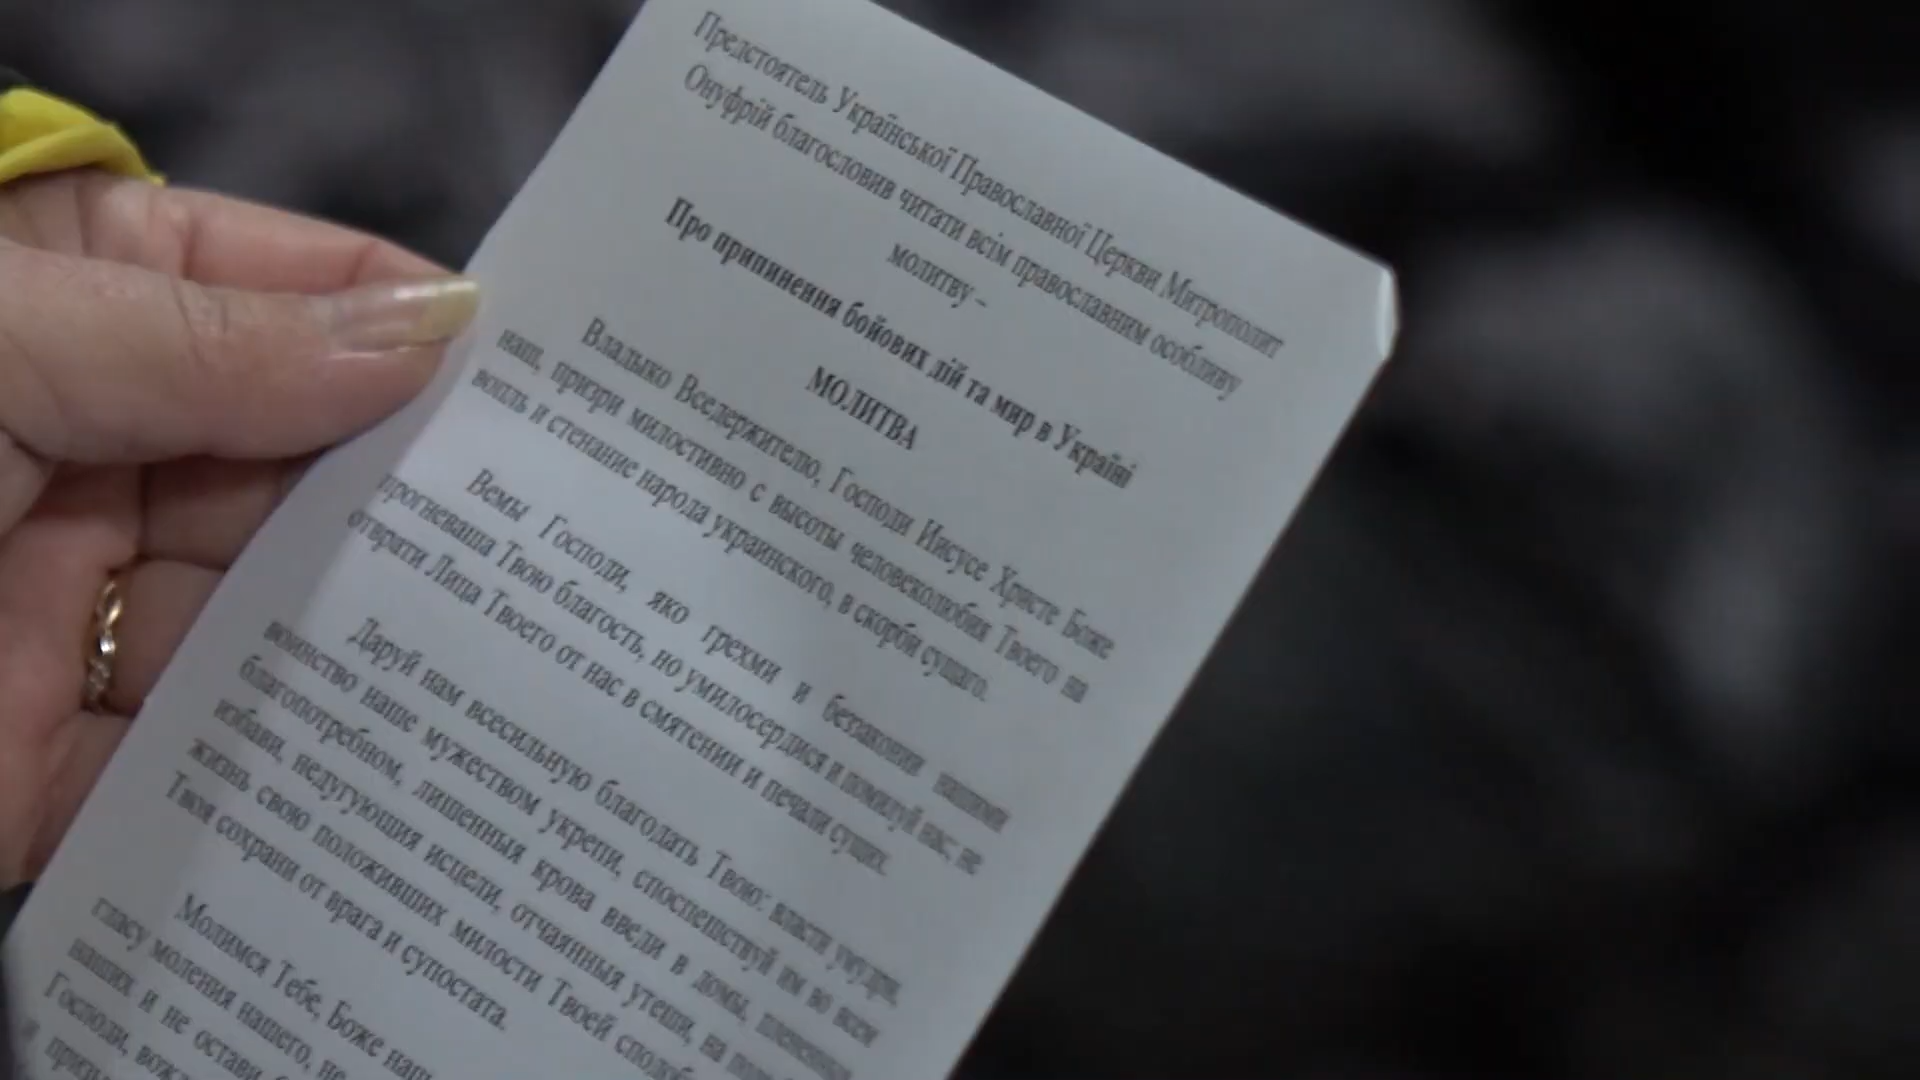 Предстоятель Української Православної Церкви Митрополит
Онуфрій благословив читати всім православним особливу
молитву –
Про припинення бойових дій та мир в Україні
МОЛИТВА
Владыко Вседержителю, Господи Иисусе Христе Боже
наш, призри милостивно с высоты человеколюбия Твоего на
вопль и стенание народа украинского, в скорби сущаго.
Вемы Господи, яко грехми и беззаконии нашими
прогневаша Твою благость, но умилосердися и помилуй нас, не
отврати Лица Твоего от нас в смятении и печали сущих.
Даруй нам всесильную благодать Твою: власти умудри,
воинство наше мужеством укрепи, споспешствуй им во всем
благопотребном, лишенныя крова введи в домы, плененныя
избави, недугующия исцели, отчаянныя утеши, на
жизнь свою положивших милости Твоей
Твоя сохрани от врага и супостата.
Молимся Тебе, Боже наш
гласу моления нашего, не
наших и не остави
Господи,